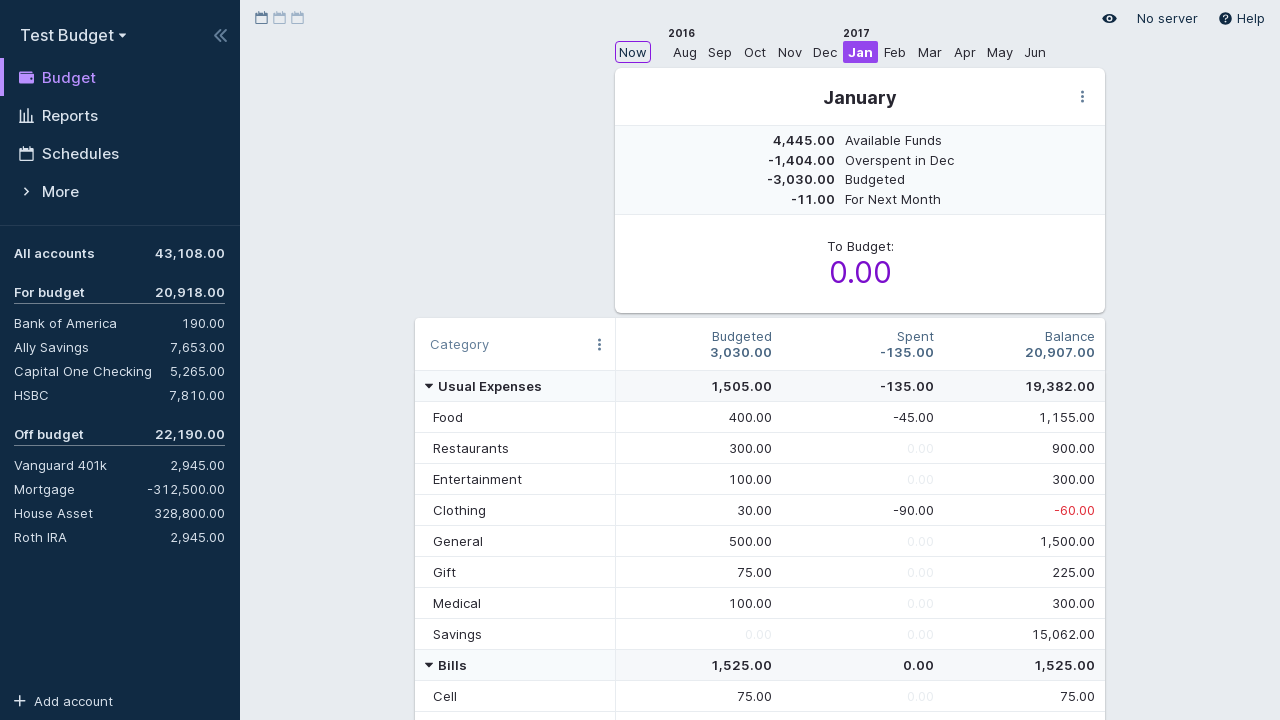 Test Budget
Budget
Reports
Schedules
More
All accounts 43,108.00
For budget 20,918.00
Bank of America 190.00
Ally Savings 7,653.00
Capital One Checking 5,265.00
HSBC 7,810.00
Off budget 22,190.00
Vanguard 401k 2,945.00
Mortgage -312,500.00
House Asset 328,800.00
Roth IRA 2,945.00
Add account
No server Help
2016 2017
Now Aug Sep Oct Nov Dec Jan Feb Mar Apr May Jun
January
4,445.00 Available Funds
-1,404.00 Overspent in Dec
-3,030.00 Budgeted
-11.00 For Next Month
To Budget:
0.00
Category Budgeted Spent Balance
3,030.00 -135.00 20,907.00
Usual Expenses 1,505.00 -135.00 19,382.00
Food 400.00 -45.00 1,155.00
Restaurants 300.00 0.00 900.00
Entertainment 100.00 0.00 300.00
Clothing 30.00 -90.00 -60.00
General 500.00 0.00 1,500.00
Gift 75.00 0.00 225.00
Medical 100.00 0.00 300.00
Savings 0.00 0.00 15,062.00
Bills 1,525.00 0.00 1,525.00
Cell 75.00 0.00 75.00